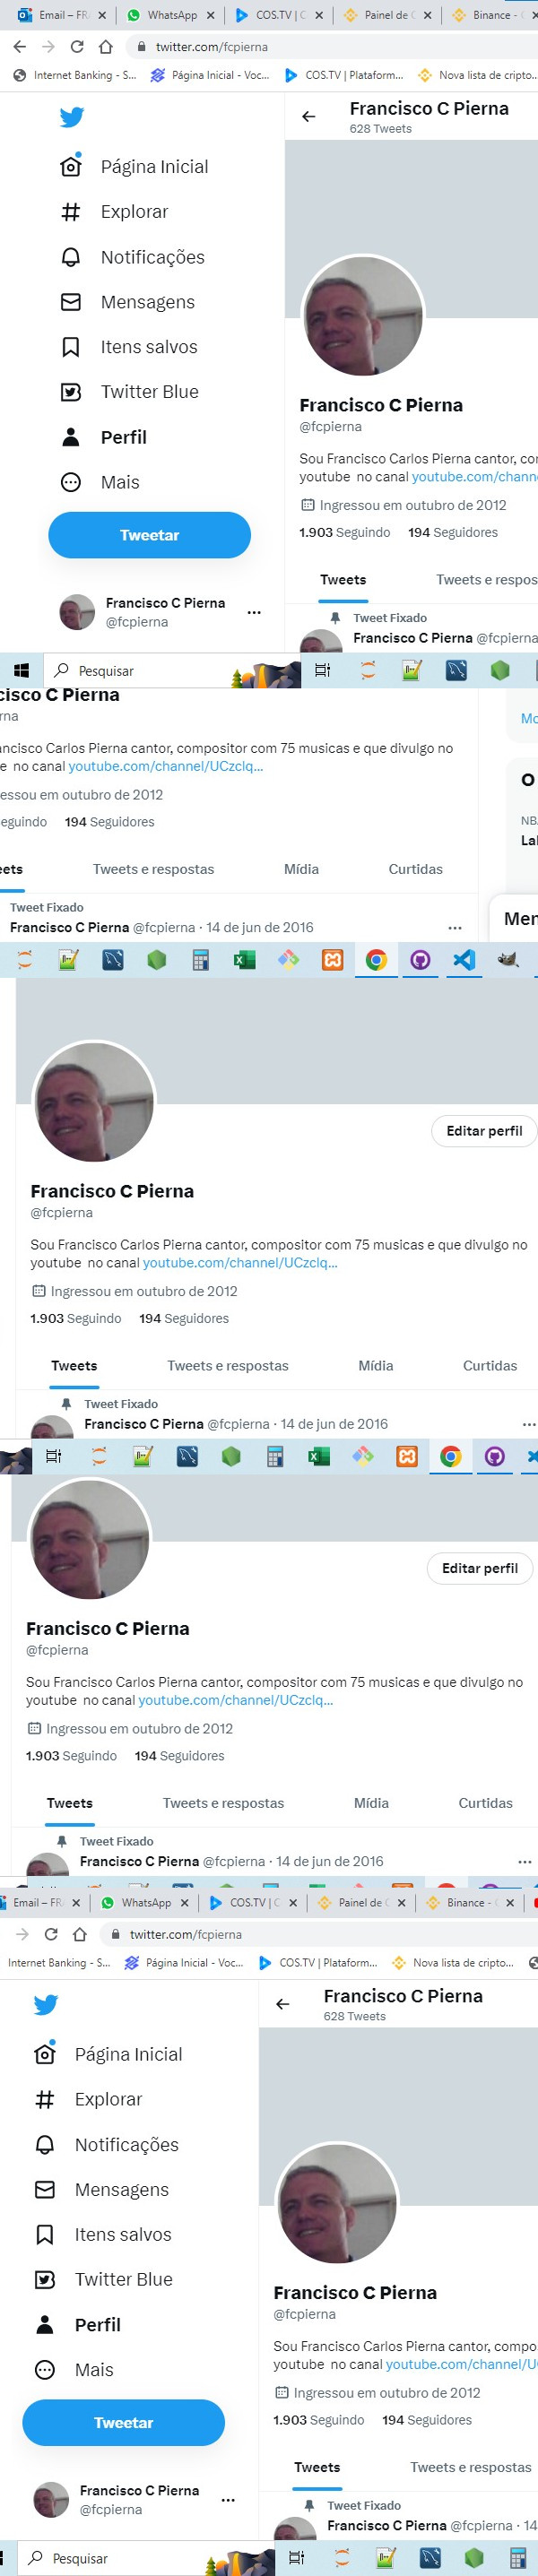 Email – FR
WhatsApp
COS.TV | C
Painel de C
Binance -
twitter.com/fcpierna
Internet Banking - S...
Página Inicial - Voc...
COS.TV | Plataform...
Nova lista de cripto...
Francisco C Pierna
628 Tweets
Página Inicial
Explorar
Notificações
Mensagens
Itens salvos
Twitter Blue
Perfil
Mais
Tweetar
Francisco C Pierna
@fcpierna
Francisco C Pierna
@fcpierna
Sou Francisco Carlos Pierna cantor, cor
youtube no canal youtube.com/chann
Ingressou em outubro de 2012
1.903 Seguindo 194 Seguidores
Tweets Tweets e respos
Tweet Fixado
Francisco C Pierna @fcpierna
Pesquisar
cisco C Pierna
rna
ancisco Carlos Pierna cantor, compositor com 75 musicas e que divulgo no
e no canal youtube.com/channel/UCzclq...
essou em outubro de 2012
eguindo 194 Seguidores
eets Tweets e respostas Mídia Curtidas
Tweet Fixado
Francisco C Pierna @fcpierna · 14 de jun de 2016
Mo
O
NB
Lal
Men
Editar perfil
Francisco C Pierna
@fcpierna
Sou Francisco Carlos Pierna cantor, compositor com 75 musicas e que divulgo no
youtube no canal youtube.com/channel/UCzclq...
Ingressou em outubro de 2012
1.903 Seguindo 194 Seguidores
Tweets Tweets e respostas Mídia Curtidas
Tweet Fixado
Francisco C Pierna @fcpierna · 14 de jun de 2016
Editar perfil
Francisco C Pierna
@fcpierna
Sou Francisco Carlos Pierna cantor, compositor com 75 musicas e que divulgo no
youtube no canal youtube.com/channel/UCzclq...
Ingressou em outubro de 2012
1.903 Seguindo 194 Seguidores
Tweets Tweets e respostas Mídia Curtidas
Tweet Fixado
Francisco C Pierna @fcpierna · 14 de jun de 2016
Email – FR
WhatsApp
COS.TV | C
Painel de C
Binance -
twitter.com/fcpierna
Internet Banking - S...
Página Inicial - Voc...
COS.TV | Plataform...
Nova lista de cripto...
Francisco C Pierna
628 Tweets
Página Inicial
Explorar
Notificações
Mensagens
Itens salvos
Twitter Blue
Perfil
Mais
Tweetar
Francisco C Pierna
@fcpierna
Francisco C Pierna
@fcpierna
Sou Francisco Carlos Pierna cantor, compo
youtube no canal youtube.com/channel/U
Ingressou em outubro de 2012
1.903 Seguindo 194 Seguidores
Tweets Tweets e respostas
Tweet Fixado
Francisco C Pierna @fcpierna · 14
Pesquisar